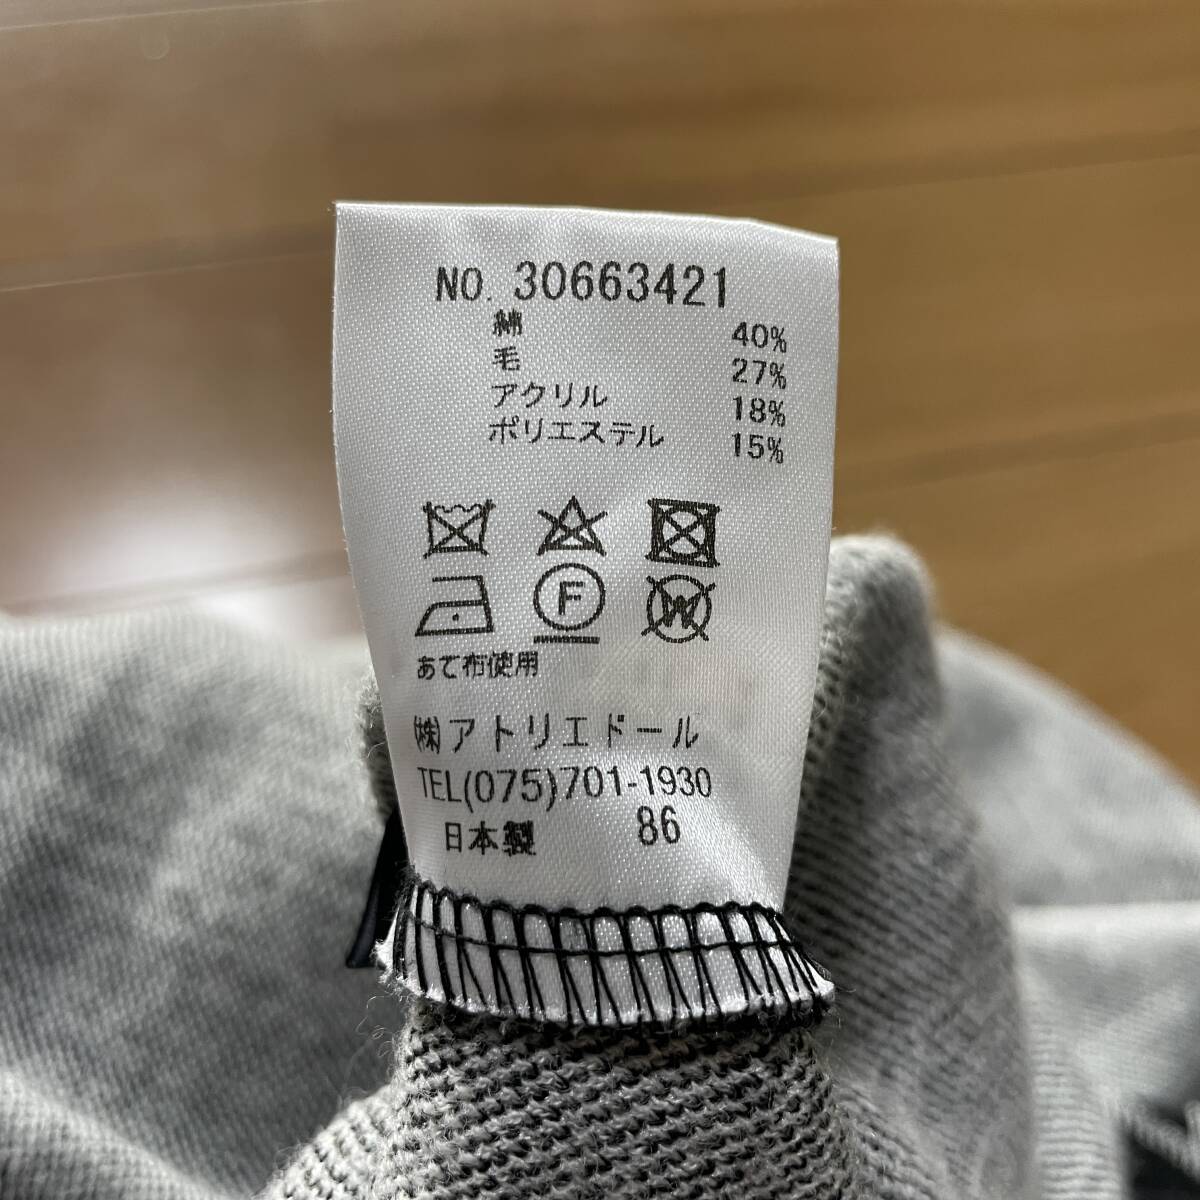 NO. 30663421
綿 40%
毛 27%
アクリル 18%
ポリエステル 15%
F W
あて布使用
㈱アトリエドール
TEL(075)701-1930
日本製 86